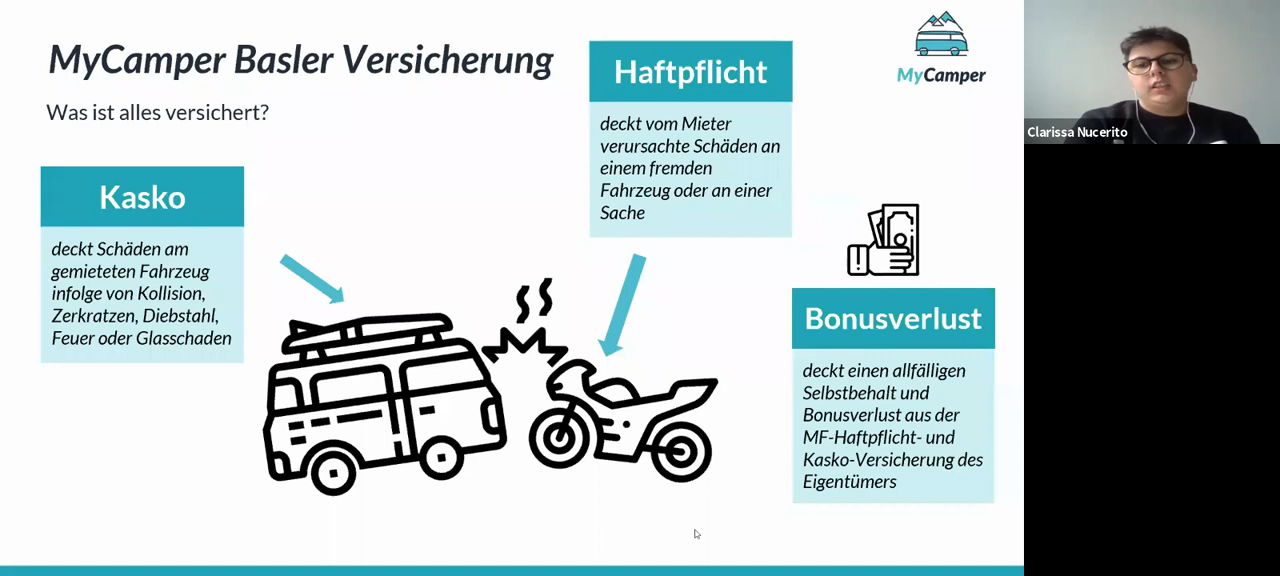 MyCamper Basler Versicherung
Was ist alles versichert?
Kasko
deckt Schäden am
gemieteten Fahrzeug
infolge von Kollision,
Zerkratzen, Diebstahl,
Feuer oder Glasschaden
Haftpflicht
deckt vom Mieter
verursachte Schäden an
einem fremden
Fahrzeug oder an einer
Sache
MyCamper
Bonusverlust
deckt einen allfälligen
Selbstbehalt und
Bonusverlust aus der
MF-Haftpflicht- und
Kasko-Versicherung des
Eigentümers
Clarissa Nucerito